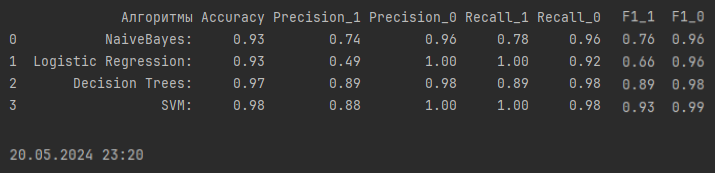 Алгоритмы Accuracy Precision_1 Precision_0 Recall_1 Recall_0 F1_1 F1_0
0 NaiveBayes: 0.93 0.74 0.96 0.78 0.96 0.76 0.96
1 Logistic Regression: 0.93 0.49 1.00 1.00 0.92 0.66 0.96
2 Decision Trees: 0.97 0.89 0.98 0.89 0.98 0.89 0.98
3 SVM: 0.98 0.88 1.00 1.00 0.98 0.93 0.99
20.05.2024 23:20